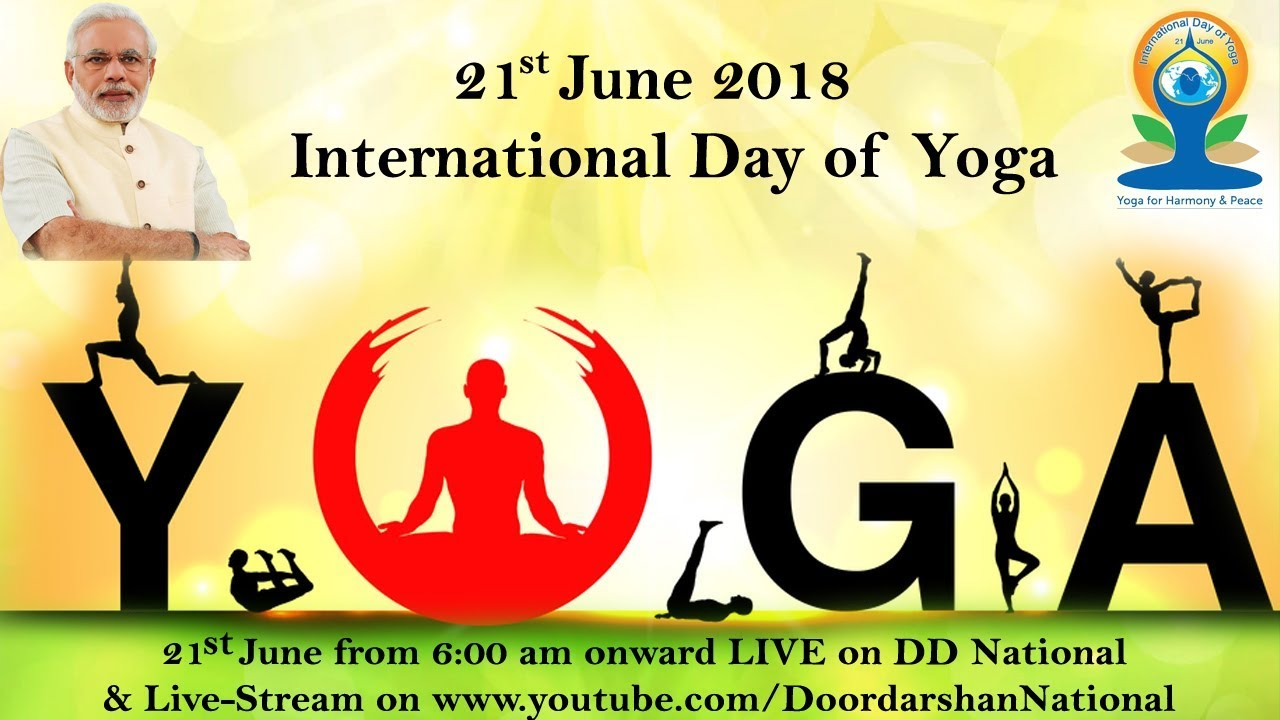 21st June 2018
International Day of Yoga
International Day of Yoga
21 June
Yoga for Harmony & Peace
YOGA
21st June from 6:00 am onward LIVE on DD National
& Live-Stream on www.youtube.com/DoordarshanNational